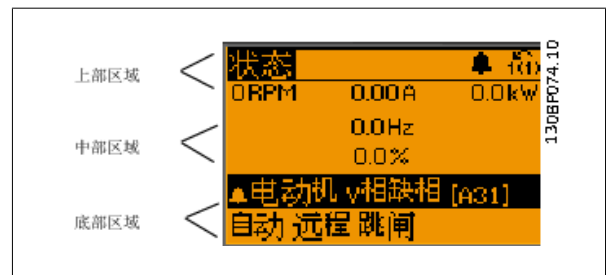 上部区域
中部区域
底部区域
状态
1(1)
0RPM 0.00A 0.0kW
0.0Hz
0.0%
电动机 V相缺相 [A31]
自动 远程 跳闸
130BP074.10